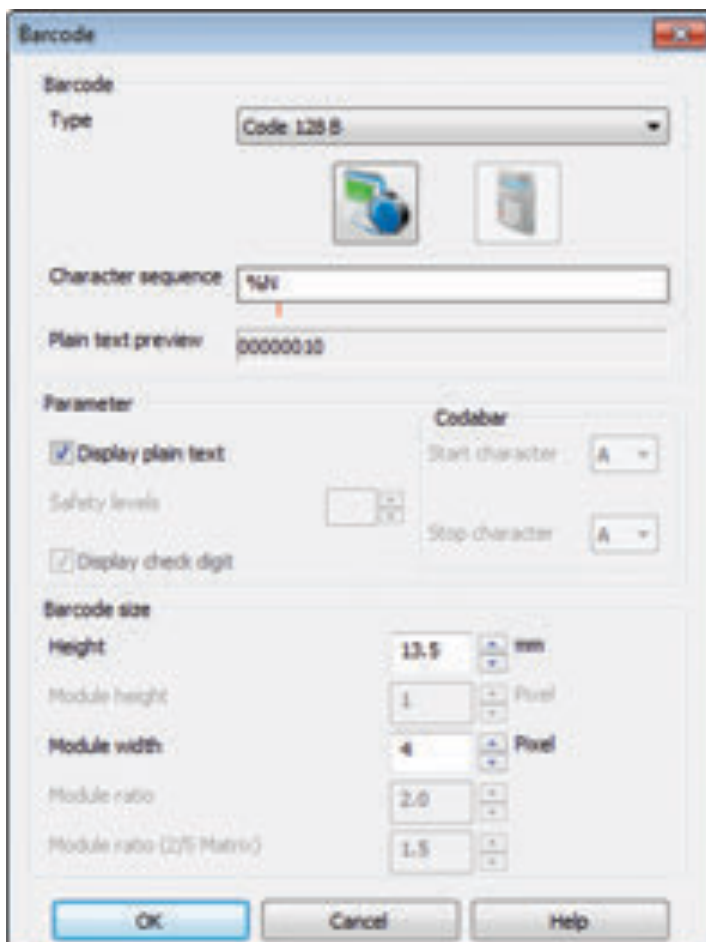 Barcode
Barcode
Type
Code 128 B
Character sequence
Plain text preview
00000010
Parameter
Display plain text
Safety levels
Display check digit
Codabar
Start character A
Stop character A
Barcode size
Height 13.5 mm
Module height 1 Pixel
Module width 4 Pixel
Module ratio 2.0
Module ratio (2/5 Matrix) 1.5
OK Cancel Help